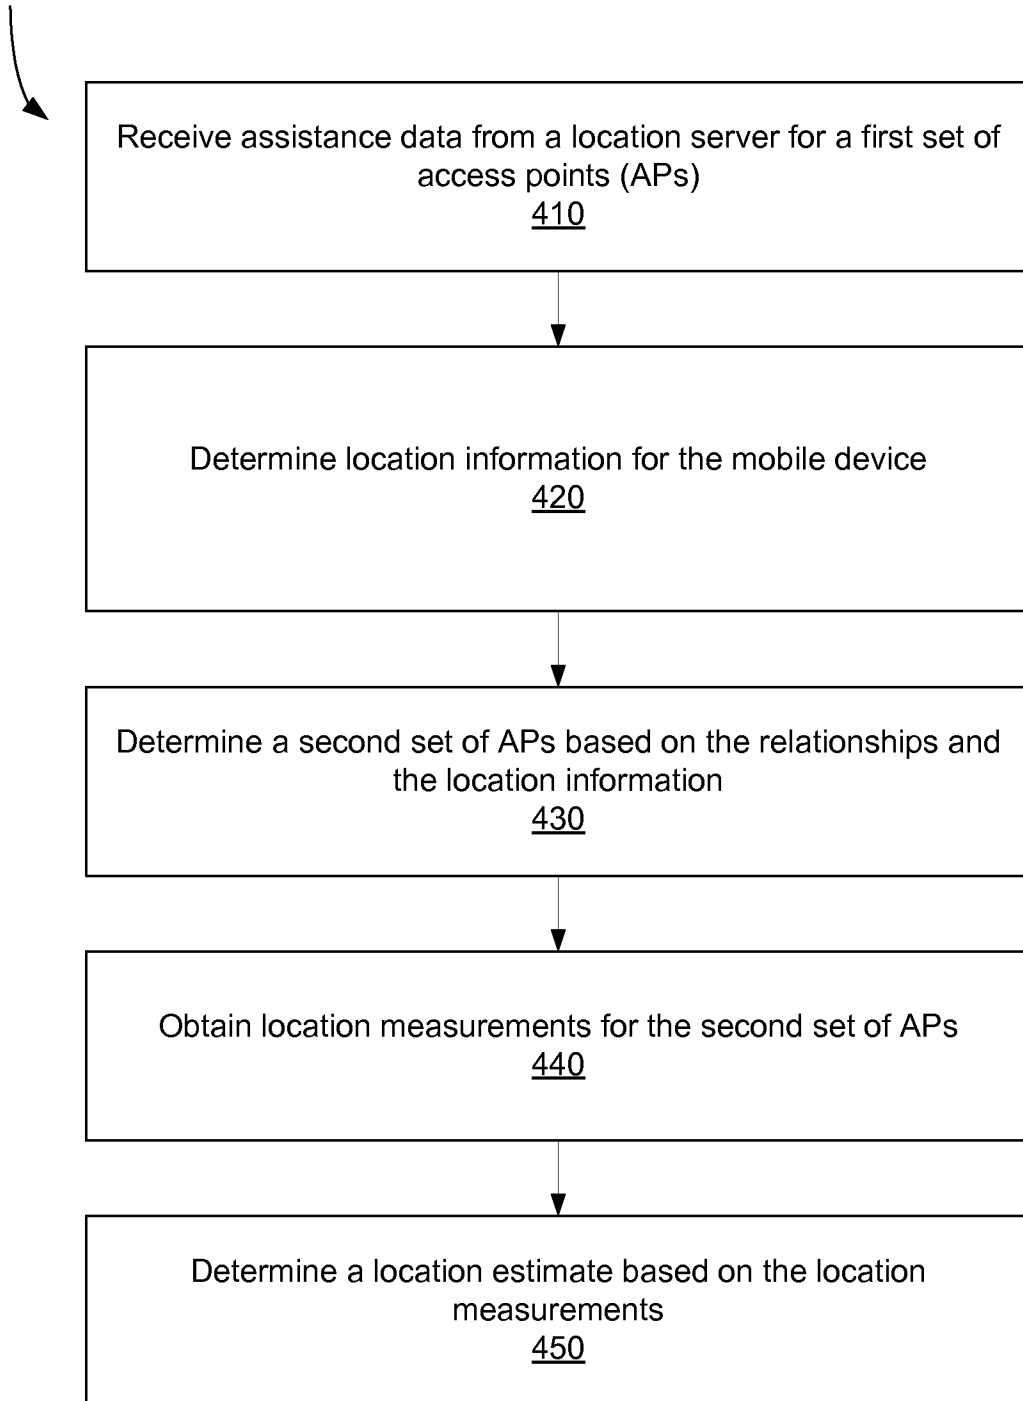 Receive assistance data from a location server for a first set of
access points (APs)
410
Determine location information for the mobile device
420
Determine a second set of APs based on the relationships and
the location information
430
Obtain location measurements for the second set of APs
440
Determine a location estimate based on the location
measurements
450